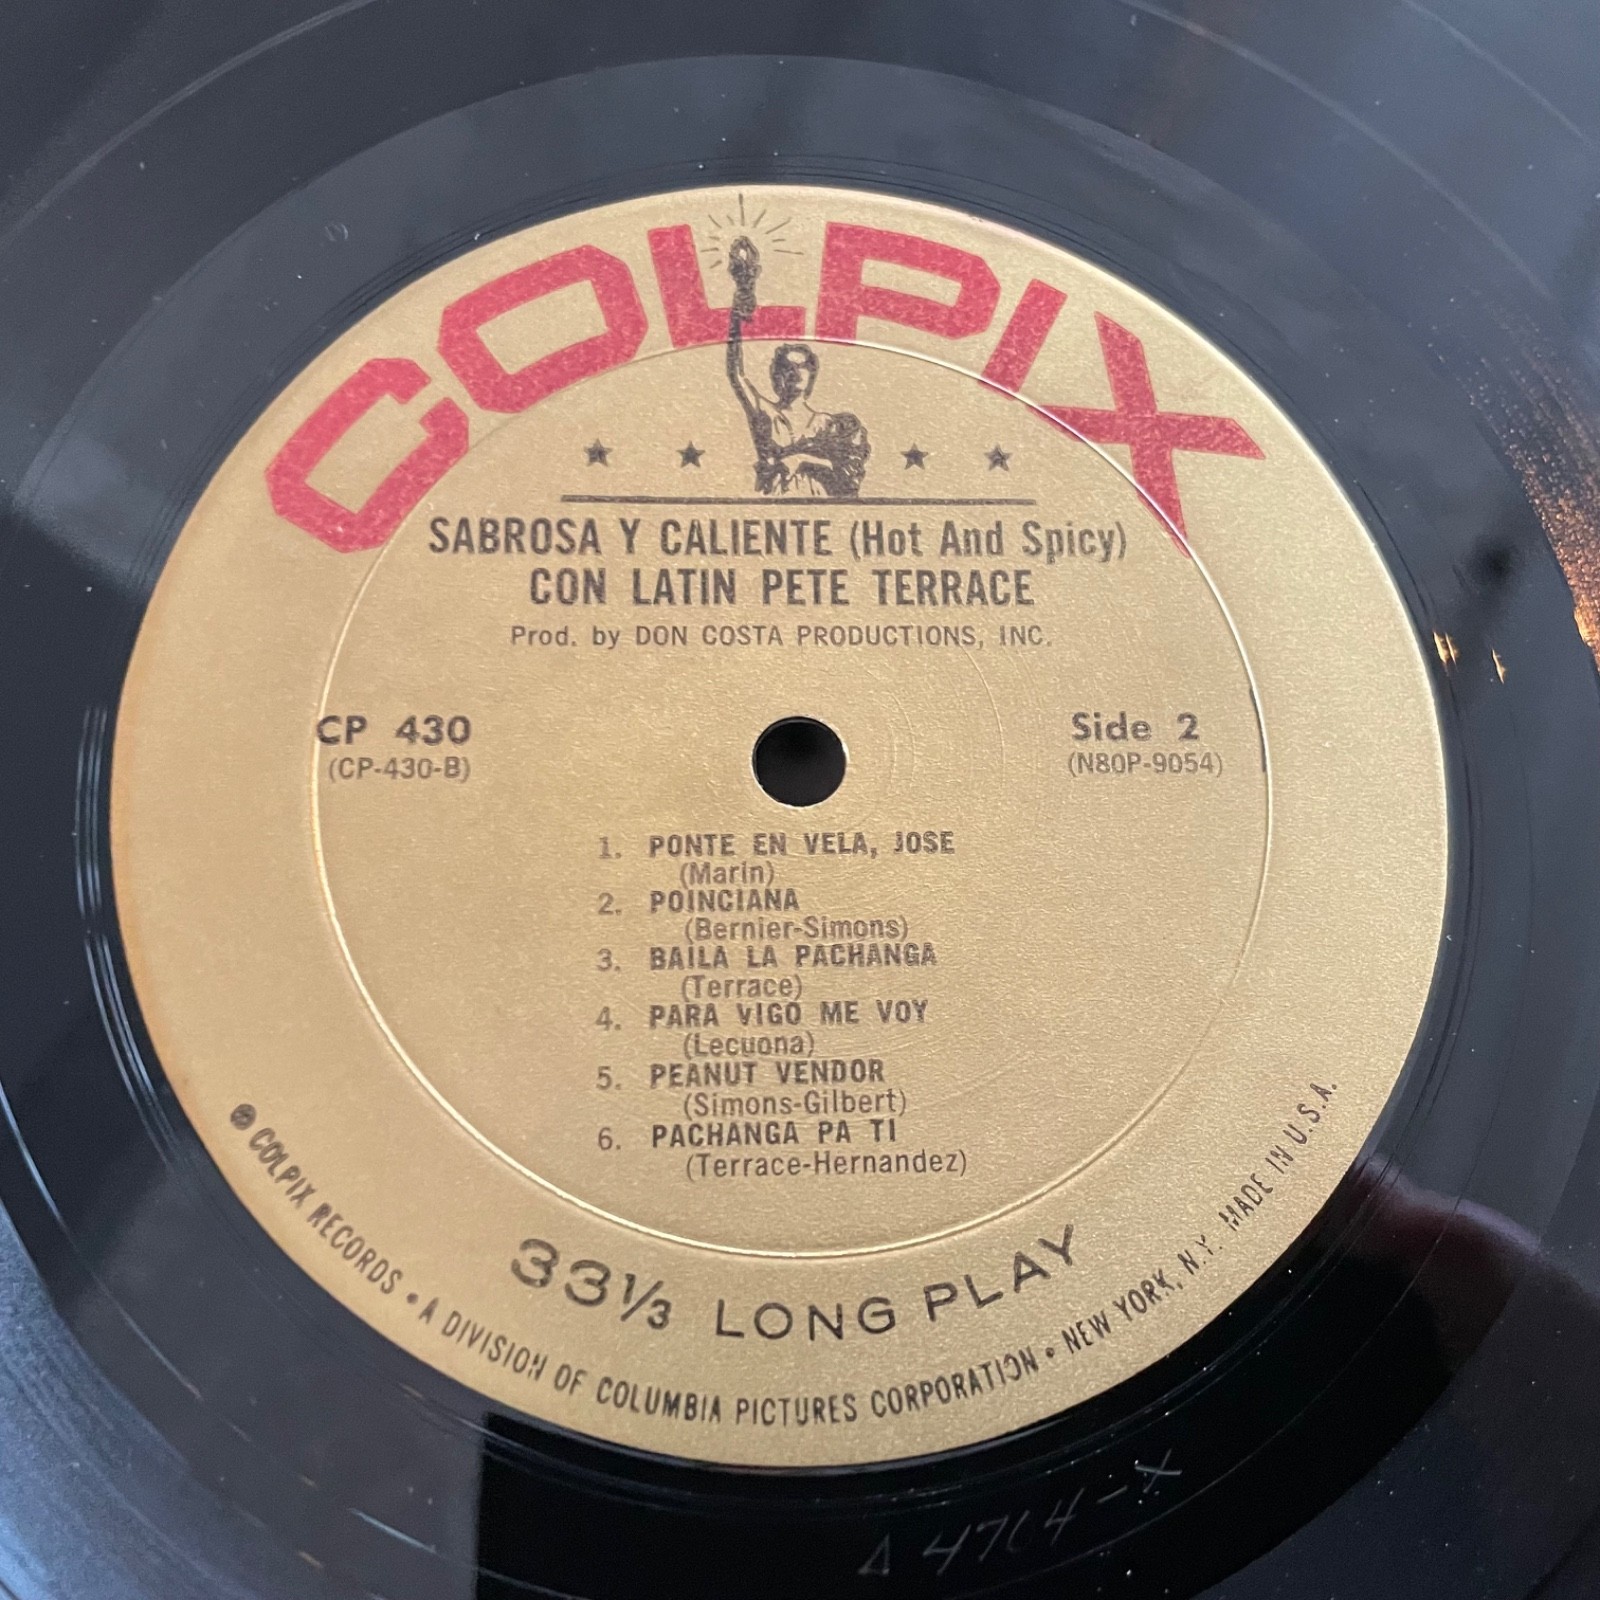 COLPIX
SABROSA Y CALIENTE (Hot And Spicy)
CON LATIN PETE TERRACE
Prod. by DON COSTA PRODUCTIONS, INC.
CP 430
(CP-430-B)
Side 2
(N80P-9054)
1. PONTE EN VELA, JOSE
(Marin)
2. POINCIANA
(Bernier-Simons)
3. BAILA LA PACHANGA
(Terrace)
4. PARA VIGO ME VOY
(Lecuona)
5. PEANUT VENDOR
(Simons-Gilbert)
6. PACHANGA PA TI
(Terrace-Hernandez)
33⅓ LONG PLAY
COLPIX RECORDS • A DIVISION OF COLUMBIA PICTURES CORPORATION • NEW YORK, N.Y. MADE IN U.S.A.